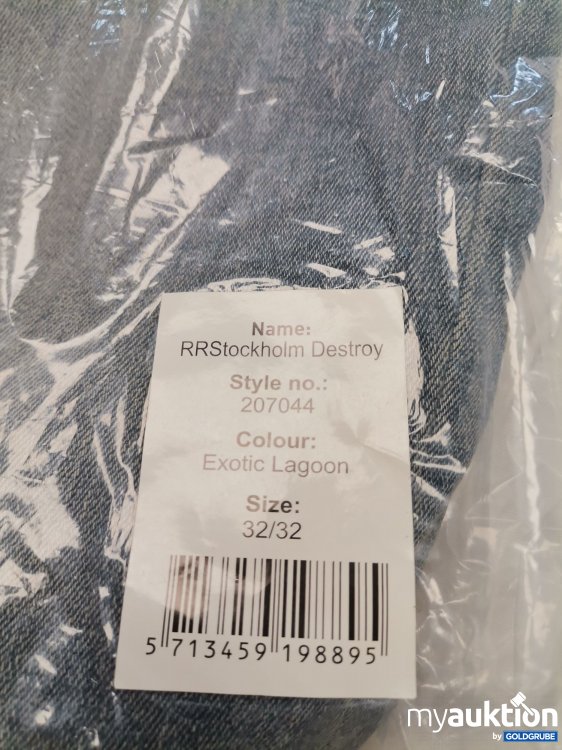 Name:
RRStockholm Destroy
Style no.:
207044
Colour:
Exotic Lagoon
Size:
32/32
5 713459 198895
myauktion
by GOLDGRUBE